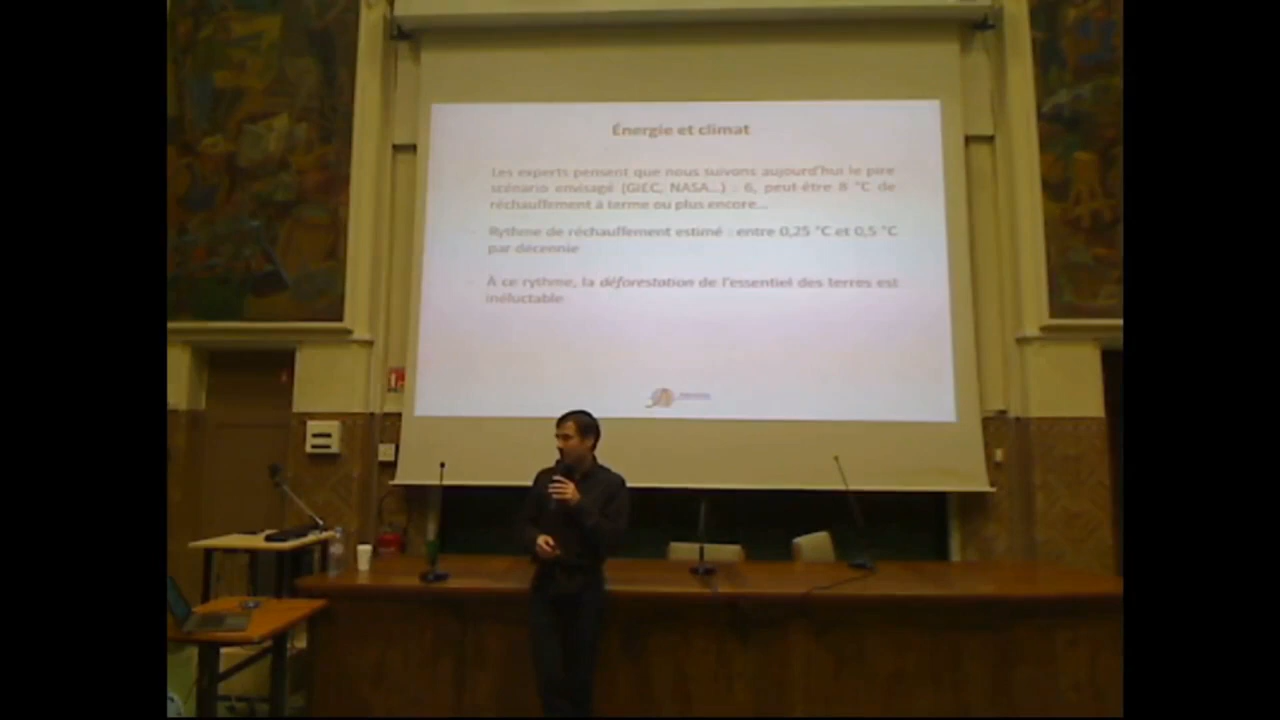 Énergie et climat
Les experts pensent que nous suivons aujourd'hui le pire
scénario envisagé (GIEC, NASA...) : 6, peut-être 8 °C de
réchauffement à terme ou plus encore...
Rythme de réchauffement estimé : entre 0,25 °C et 0,5 °C
par décennie
À ce rythme, la déforestation de l'essentiel des terres est
inéluctable